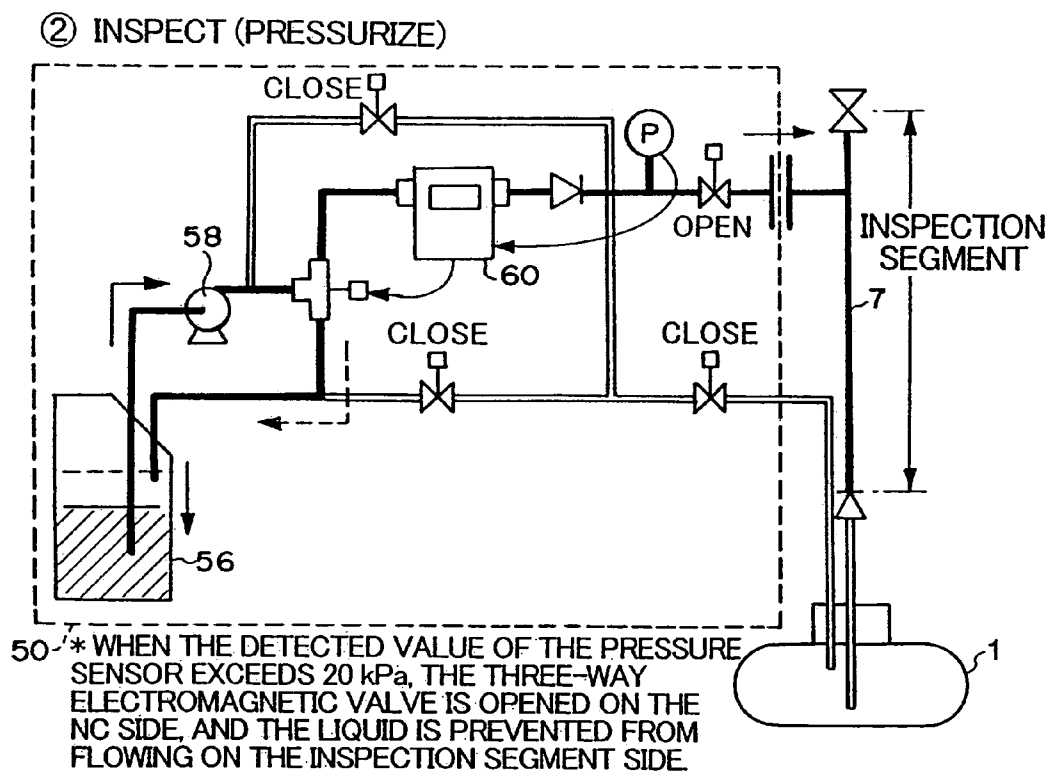 ② INSPECT (PRESSURIZE)
CLOSE
P
OPEN
INSPECTION
SEGMENT
58
60
7
CLOSE
CLOSE
56
50
1
* WHEN THE DETECTED VALUE OF THE PRESSURE
SENSOR EXCEEDS 20 kPa, THE THREE-WAY
ELECTROMAGNETIC VALVE IS OPENED ON THE
NC SIDE, AND THE LIQUID IS PREVENTED FROM
FLOWING ON THE INSPECTION SEGMENT SIDE.